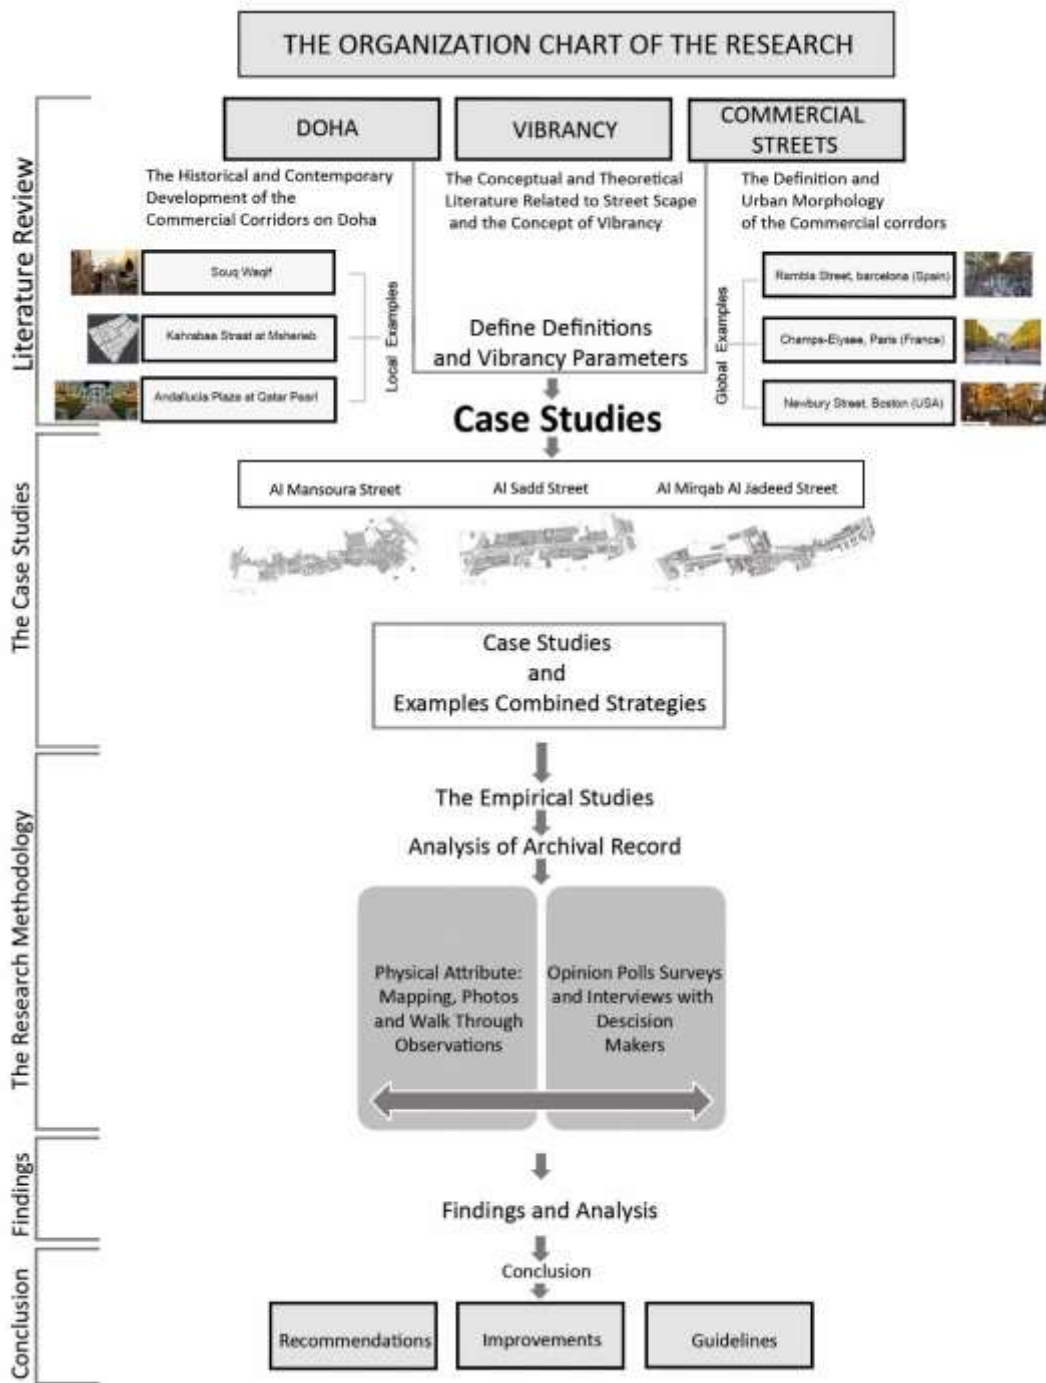 THE ORGANIZATION CHART OF THE RESEARCH
Literature Review
DOHA
The Historical and Contemporary
Development of the
Commercial Corridors on Doha
VIBRANCY
The Conceptual and Theoretical
Literature Related to Street Scape
and the Concept of Vibrancy
COMMERCIAL
STREETS
The Definition and
Urban Morphology
of the Commercial corrdors
Souq Waqif
Kahrabaa Street at Msherieb
Andallucia Plaza at Qatar Pearl
Local Examples
Define Definitions
and Vibrancy Parameters
Global Examples
Rambla Street, barcelona (Spain)
Champs-Elysee, Paris (France)
Newbury Street, Boston (USA)
Case Studies
The Case Studies
Al Mansoura Street
Al Sadd Street
Al Mirqab Al Jadeed Street
Case Studies
and
Examples Combined Strategies
The Research Methodology
The Empirical Studies
Analysis of Archival Record
Physical Attribute:
Mapping, Photos
and Walk Through
Observations
Opinion Polls Surveys
and Interviews with
Descision
Makers
Findings
Findings and Analysis
Conclusion
Conclusion
Recommendations
Improvements
Guidelines